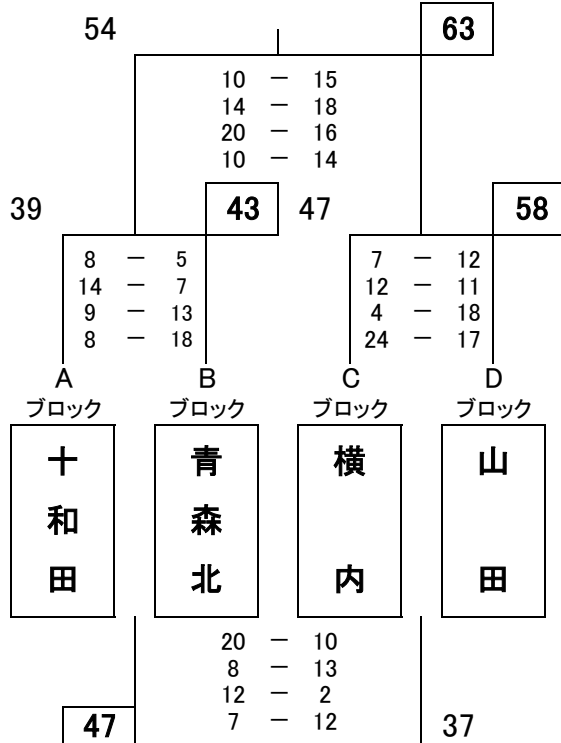 54 63
10 － 15
14 － 18
20 － 16
10 － 14
39 43 47 58
8 － 5 7 － 12
14 － 7 12 － 11
9 － 13 4 － 18
8 － 18 24 － 17
A B C D
ブロック ブロック ブロック ブロック
十和田
青森北
横内
山田
20 － 10
8 － 13
12 － 2
7 － 12
47 37